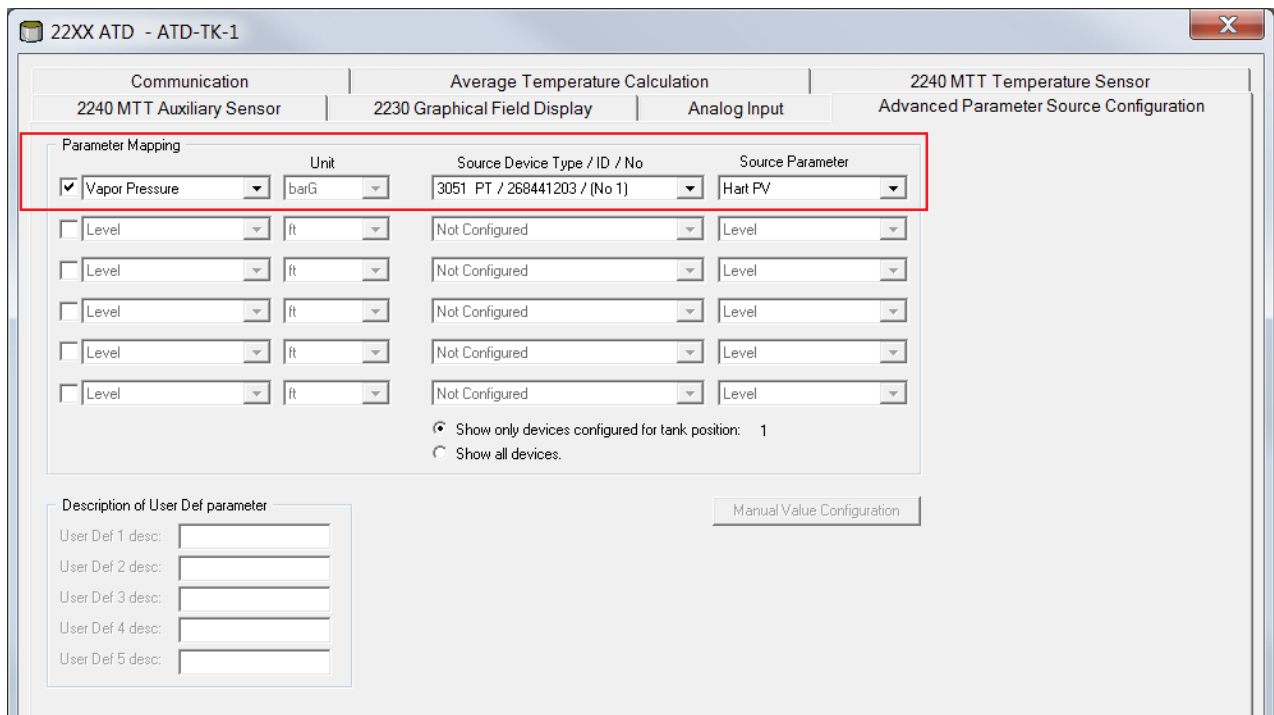 22XX ATD - ATD-TK-1
X
Communication Average Temperature Calculation 2240 MTT Temperature Sensor
2240 MTT Auxiliary Sensor 2230 Graphical Field Display Analog Input Advanced Parameter Source Configuration
Parameter Mapping
Unit Source Device Type / ID / No Source Parameter
Vapor Pressure barG 3051 PT / 268441203 / (No 1) Hart PV
Level ft Not Configured Level
Level ft Not Configured Level
Level ft Not Configured Level
Level ft Not Configured Level
Level ft Not Configured Level
Show only devices configured for tank position: 1
Show all devices.
Description of User Def parameter
Manual Value Configuration
User Def 1 desc:
User Def 2 desc:
User Def 3 desc:
User Def 4 desc:
User Def 5 desc: